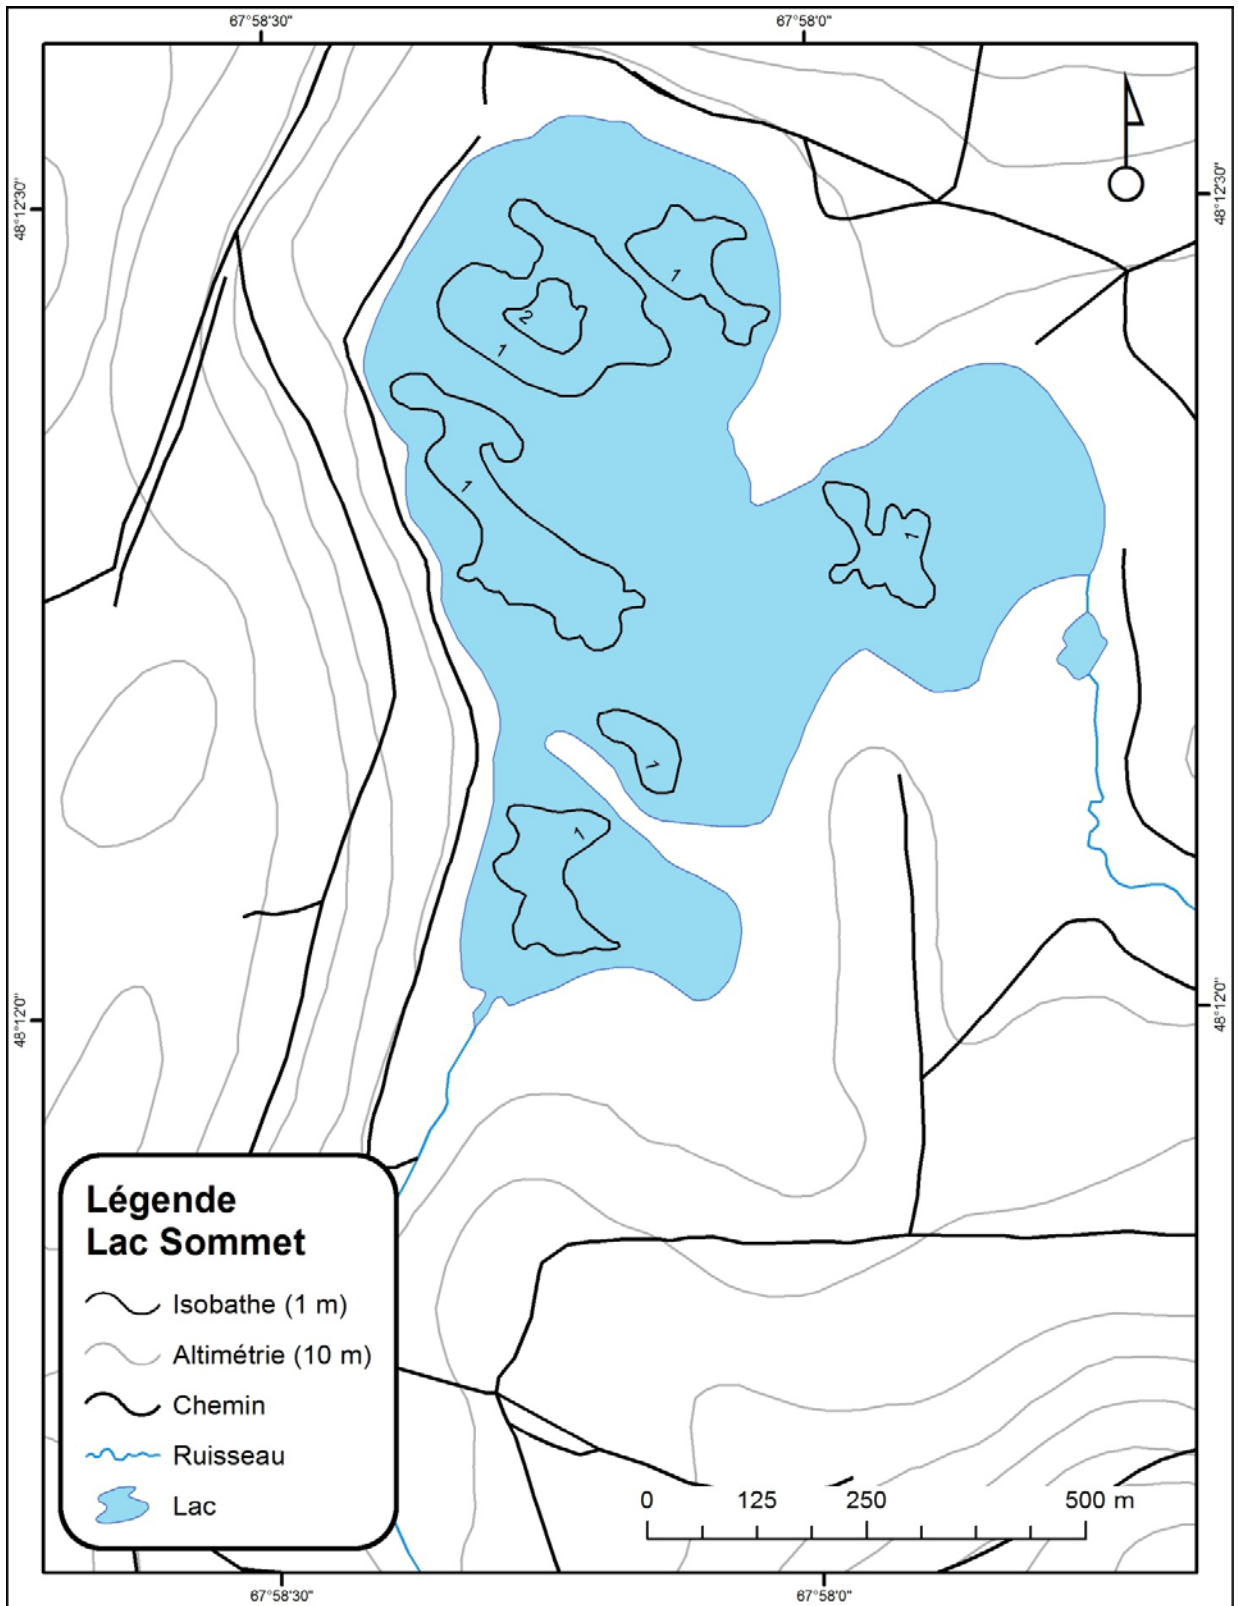 67°58'30"
67°58'0"
48°12'30"
48°12'30"
1
2
1
1
1
1
1
48°12'0"
48°12'0"
Légende
Lac Sommet
Isobathe (1 m)
Altimétrie (10 m)
Chemin
Ruisseau
Lac
0 125 250 500 m
67°58'30"
67°58'0"